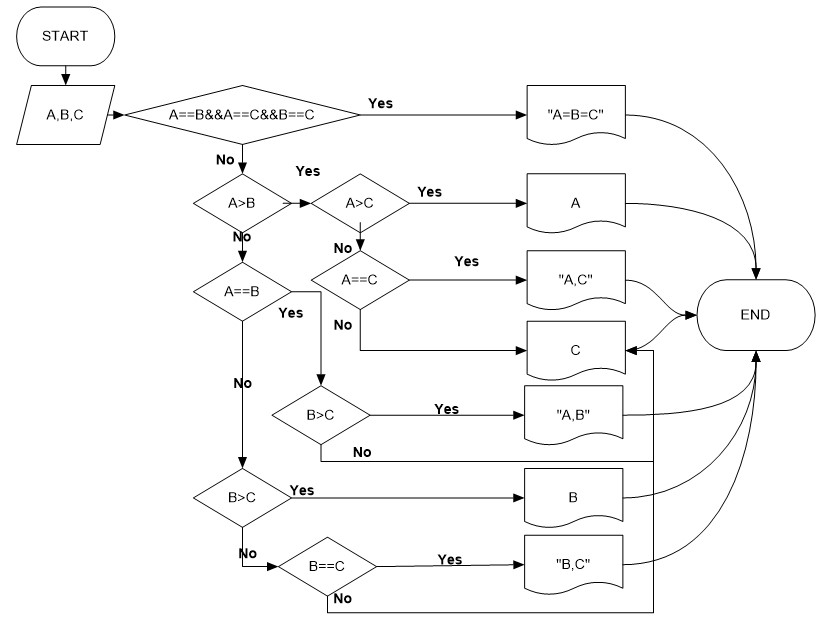 START
A,B,C
A==B&&A==C&&B==C
Yes
"A=B=C"
No
Yes
A>B
A>C
Yes
A
No
No
A==B
A==C
Yes
"A,C"
END
Yes
No
C
No
B>C
Yes
"A,B"
No
B>C
Yes
B
No
B==C
Yes
"B,C"
No